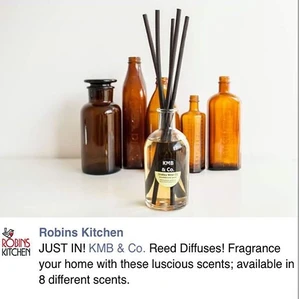 KMB
& Co.
Robins Kitchen
ROBINS
KITCHEN
JUST IN! KMB & Co. Reed Diffuses! Fragrance
your home with these luscious scents; available in
8 different scents.